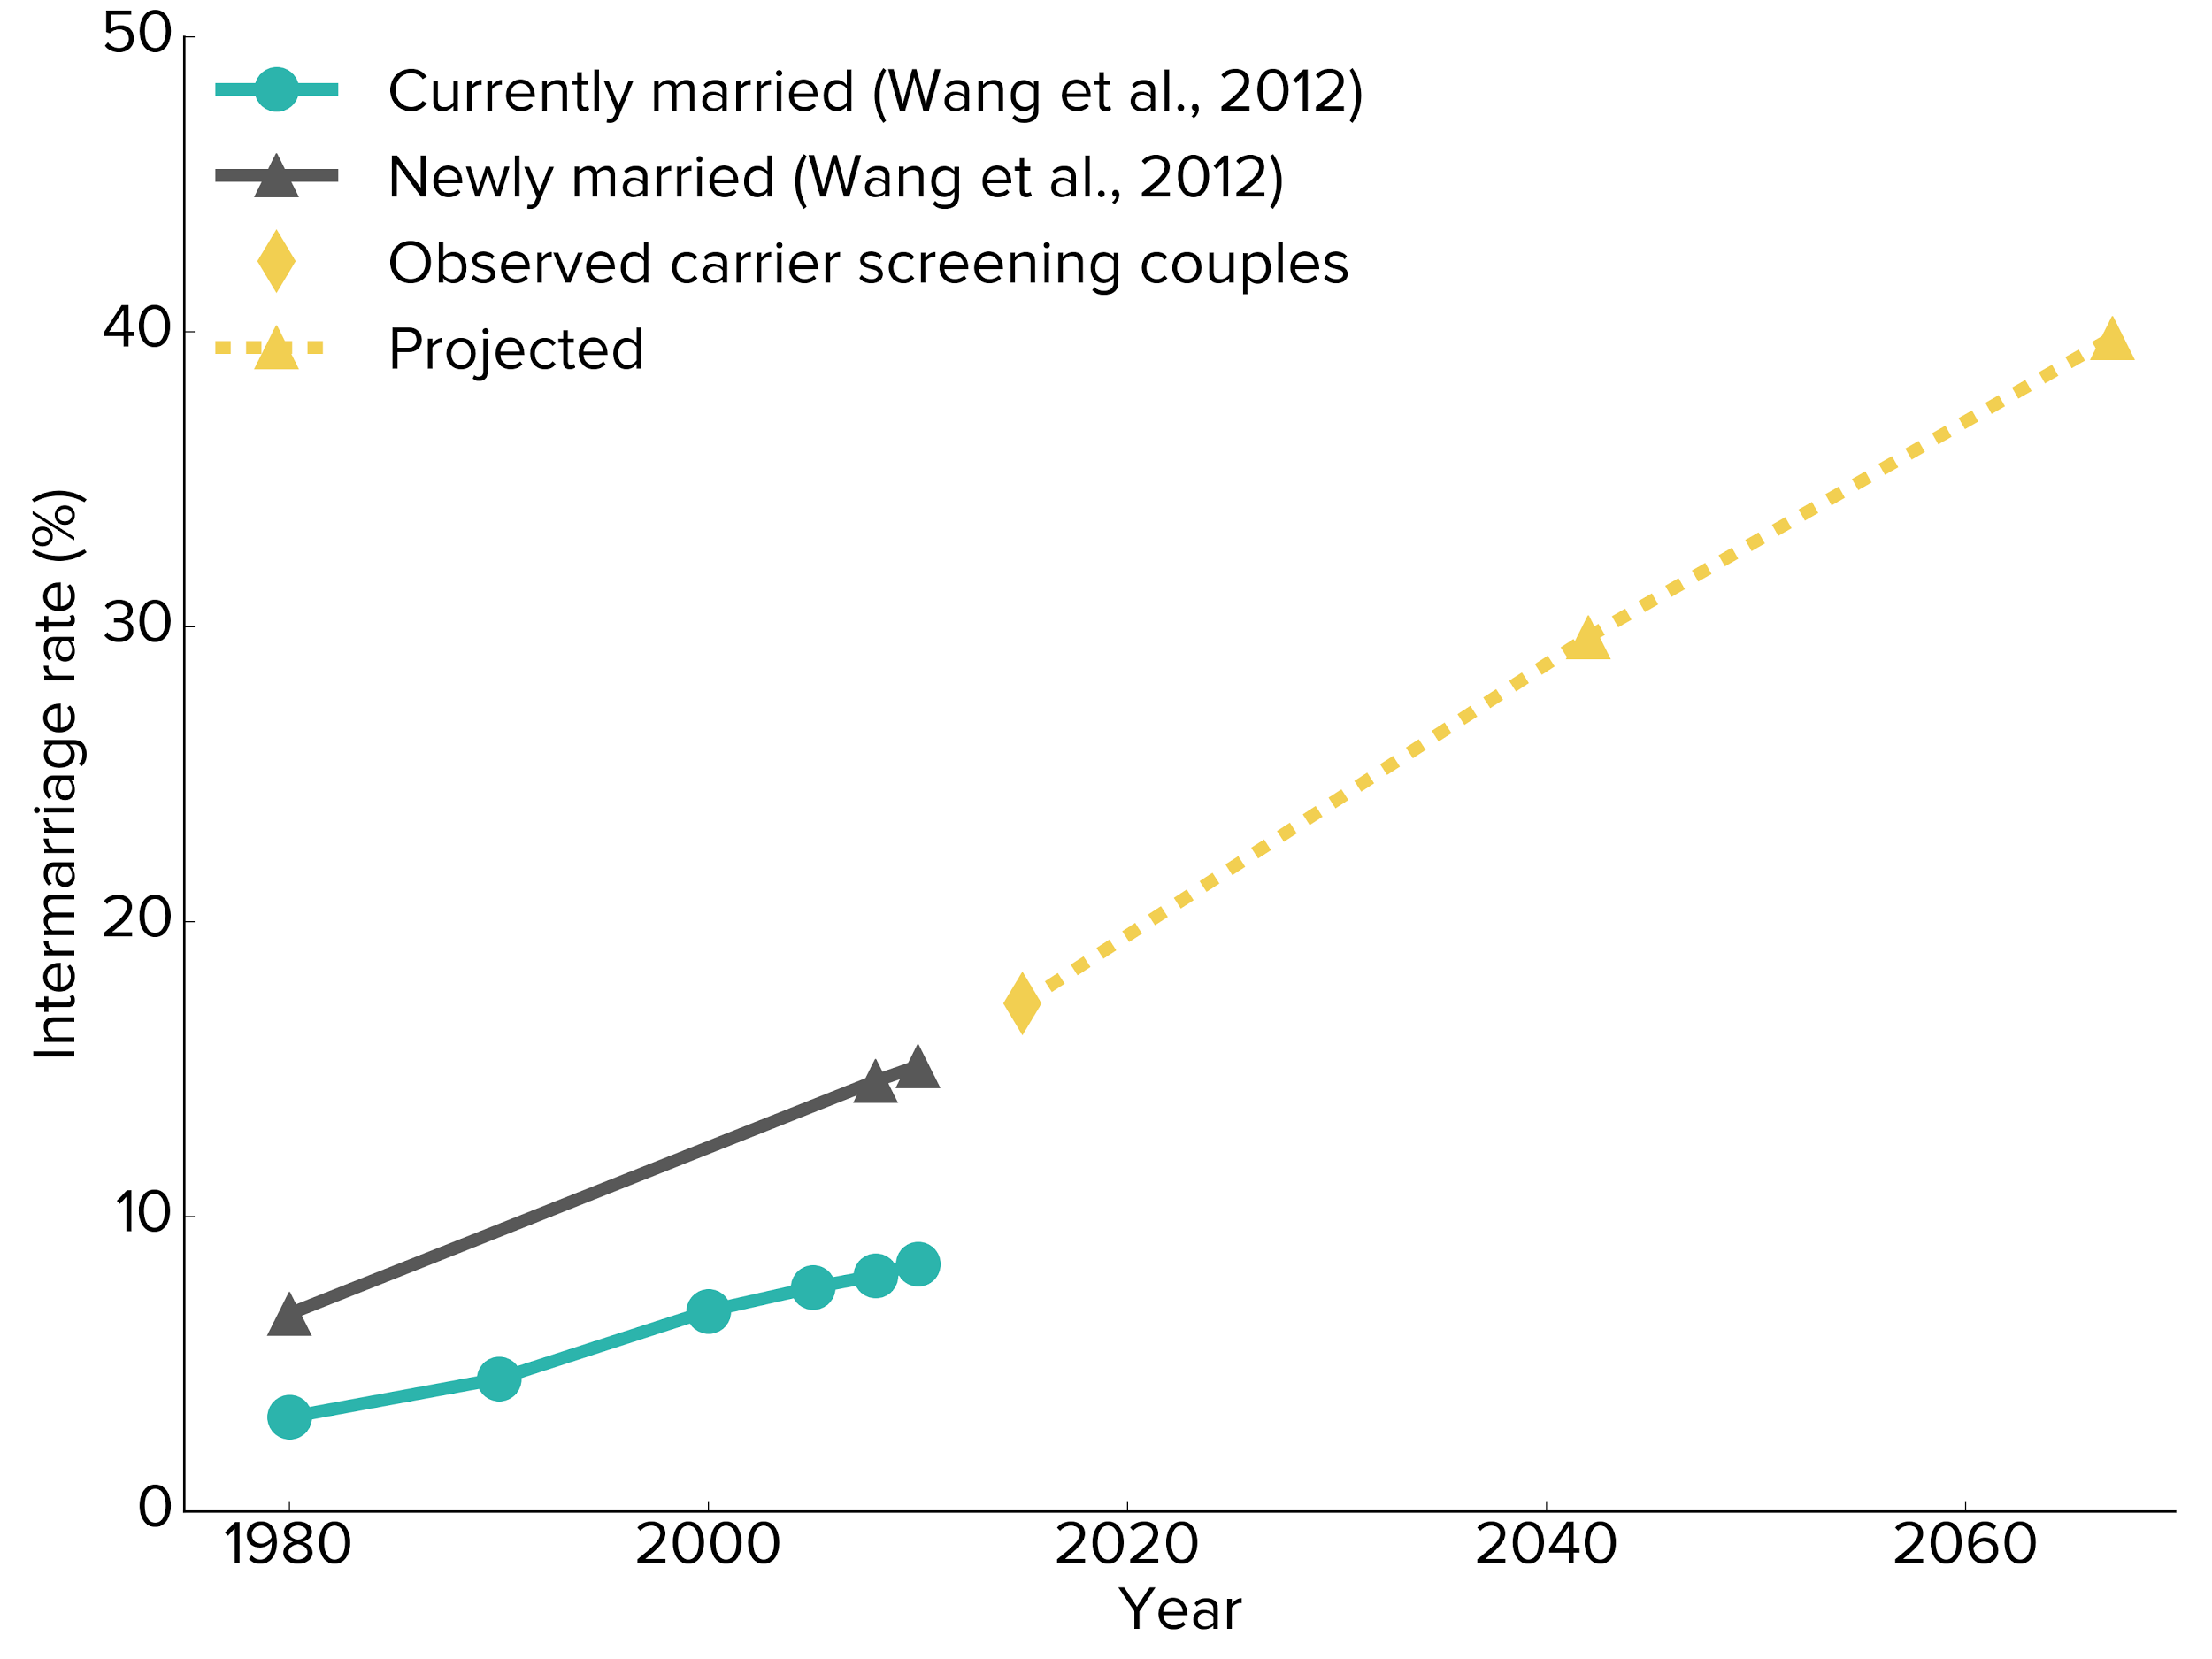 50
Currently married (Wang et al., 2012)
Newly married (Wang et al., 2012)
Observed carrier screening couples
40
Projected
Intermarriage rate (%)
30
20
10
0
1980 2000 2020 2040 2060
Year